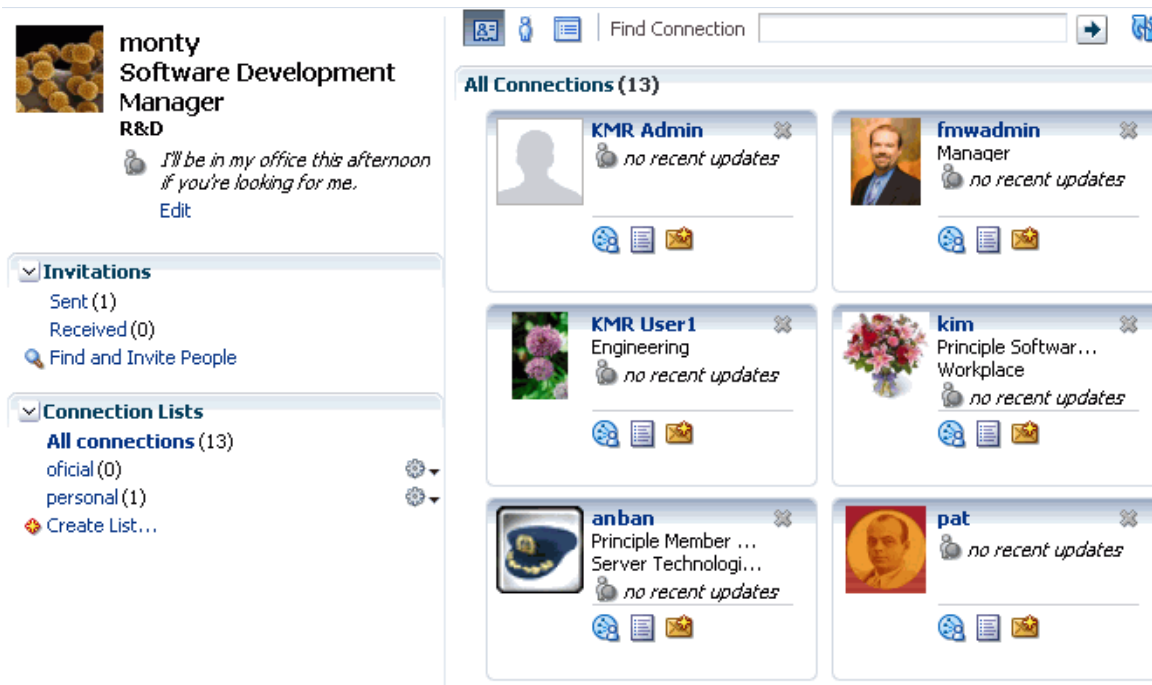 monty
Software Development
Manager
R&D
I'll be in my office this afternoon
if you're looking for me.
Edit
Invitations
Sent (1)
Received (0)
Find and Invite People
Connection Lists
All connections (13)
oficial (0)
personal (1)
Create List...
Find Connection
All Connections (13)
KMR Admin
no recent updates
fmwadmin
Manager
no recent updates
KMR User1
Engineering
no recent updates
kim
Principle Softwar...
Workplace
no recent updates
anban
Principle Member ...
Server Technologi...
no recent updates
pat
no recent updates